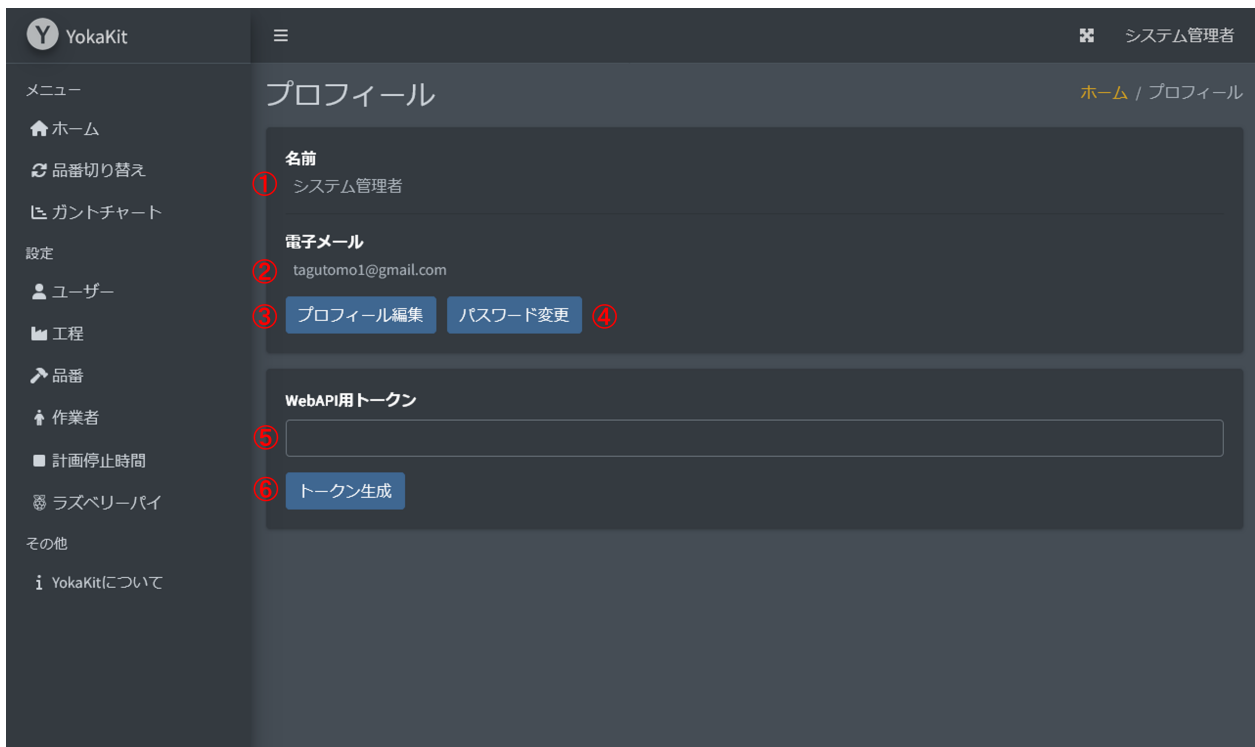 Y YokaKit
システム管理者
メニュー
ホーム
品番切り替え
ガントチャート
設定
ユーザー
工程
品番
作業者
計画停止時間
ラズベリーパイ
その他
YokaKitについて
プロフィール
ホーム / プロフィール
名前
① システム管理者
電子メール
② tagutomo1@gmail.com
③ プロフィール編集 パスワード変更 ④
WebAPI用トークン
⑤
⑥ トークン生成